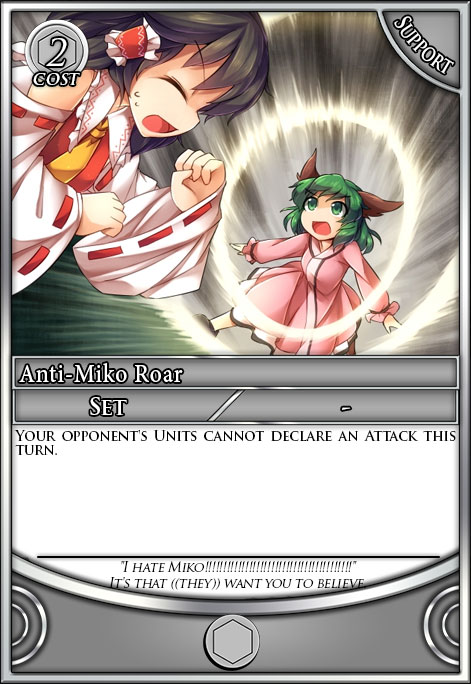 2
COST
SUPPORT
Anti-Miko Roar
SET / -
YOUR OPPONENT'S UNITS CANNOT DECLARE AN ATTACK THIS
TURN.
"I HATE MIKO!!!!!!!!!!!!!!!!!!!!!!!!!!!!!!!!!!!!!!!!!"
IT'S THAT ((THEY)) WANT YOU TO BELIEVE